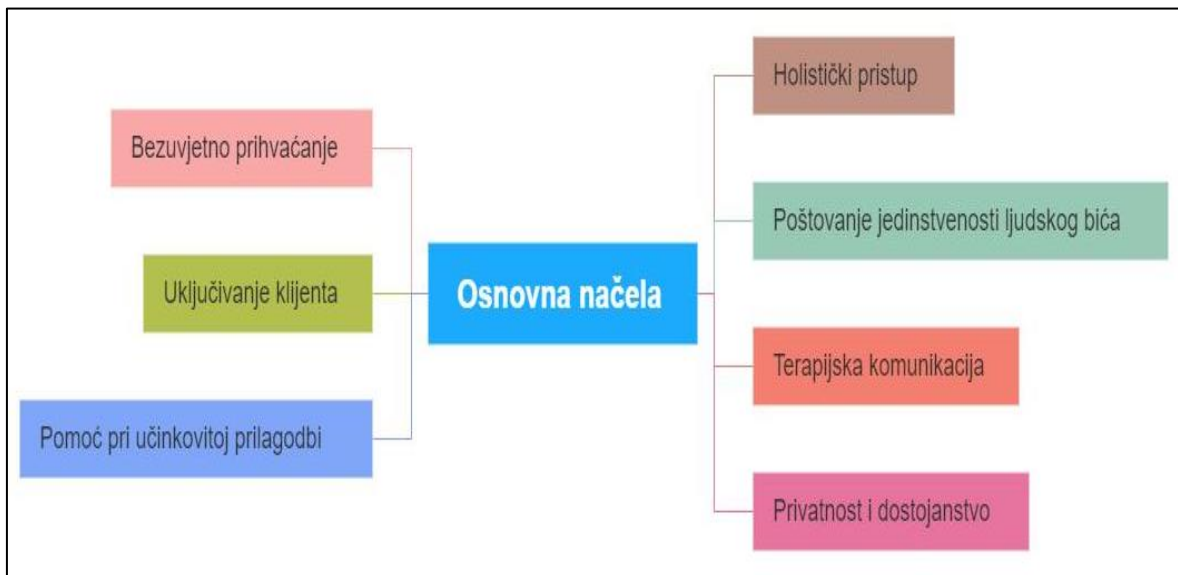 Osnovna načela
Bezuvjetno prihvaćanje
Uključivanje klijenta
Pomoć pri učinkovitoj prilagodbi
Holistički pristup
Poštovanje jedinstvenosti ljudskog bića
Terapijska komunikacija
Privatnost i dostojanstvo